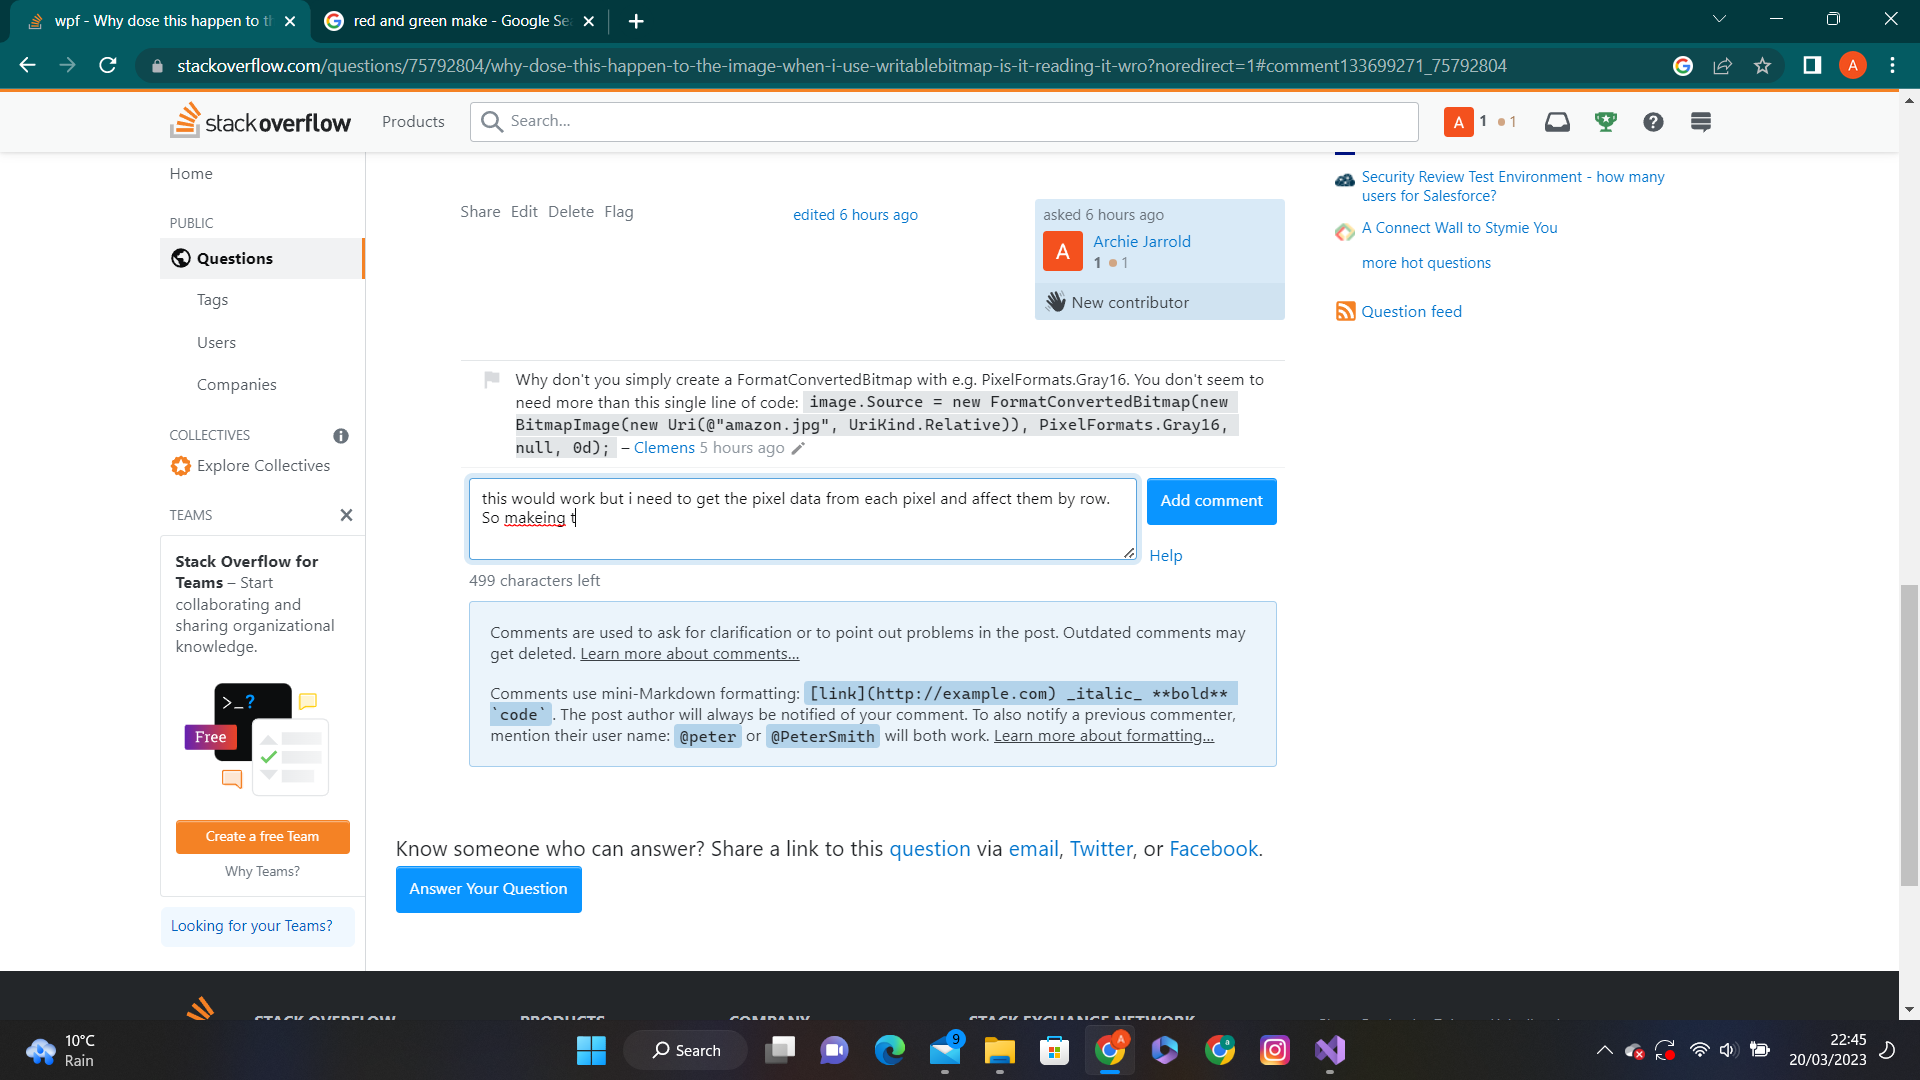 wpf - Why dose this happen to th
red and green make - Google Se
stackoverflow.com/questions/75792804/why-dose-this-happen-to-the-image-when-i-use-writablebitmap-is-it-reading-it-wro?noredirect=1#comment133699271_75792804
A
stack overflow
Products
Search...
A 1 1
Home
PUBLIC
Questions
Tags
Users
Companies
COLLECTIVES
Explore Collectives
TEAMS
Stack Overflow for
Teams – Start
collaborating and
sharing organizational
knowledge.
>_?
Free
Create a free Team
Why Teams?
Looking for your Teams?
Share Edit Delete Flag
edited 6 hours ago
asked 6 hours ago
A
Archie Jarrold
1 1
New contributor
Why don't you simply create a FormatConvertedBitmap with e.g. PixelFormats.Gray16. You don't seem to
need more than this single line of code: image.Source = new FormatConvertedBitmap(new
BitmapImage(new Uri(@"amazon.jpg", UriKind.Relative)), PixelFormats.Gray16,
null, 0d); – Clemens 5 hours ago
this would work but i need to get the pixel data from each pixel and affect them by row.
So makeing t
Add comment
Help
499 characters left
Comments are used to ask for clarification or to point out problems in the post. Outdated comments may
get deleted. Learn more about comments...
Comments use mini-Markdown formatting: [link](http://example.com) _italic_ **bold**
`code`. The post author will always be notified of your comment. To also notify a previous commenter,
mention their user name: @peter or @PeterSmith will both work. Learn more about formatting...
Know someone who can answer? Share a link to this question via email, Twitter, or Facebook.
Answer Your Question
Security Review Test Environment - how many
users for Salesforce?
A Connect Wall to Stymie You
more hot questions
Question feed
STACK OVERFLOW
PRODUCTS
COMPANY
STACK EXCHANGE NETWORK
10°C
Rain
Search
9
A
a
22:45
20/03/2023